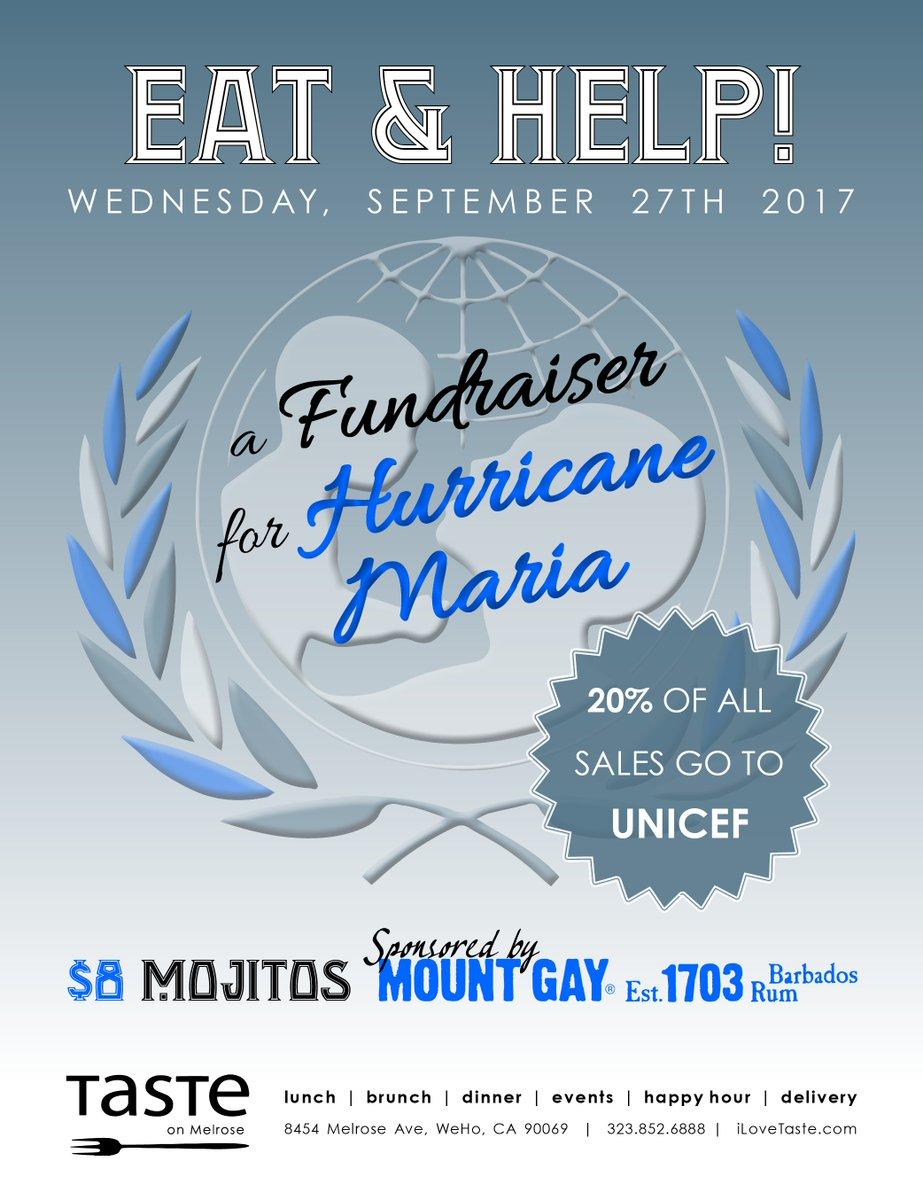 EAT & HELP!
WEDNESDAY, SEPTEMBER 27TH 2017
a Fundraiser
for Hurricane
Maria
20% OF ALL
SALES GO TO
UNICEF
Sponsored by
$8 MOJITOS MOUNT GAY® Est. 1703 Barbados Rum
TaSTe
on Melrose
lunch | brunch | dinner | events | happy hour | delivery
8454 Melrose Ave, WeHo, CA 90069 | 323.852.6888 | iLoveTaste.com